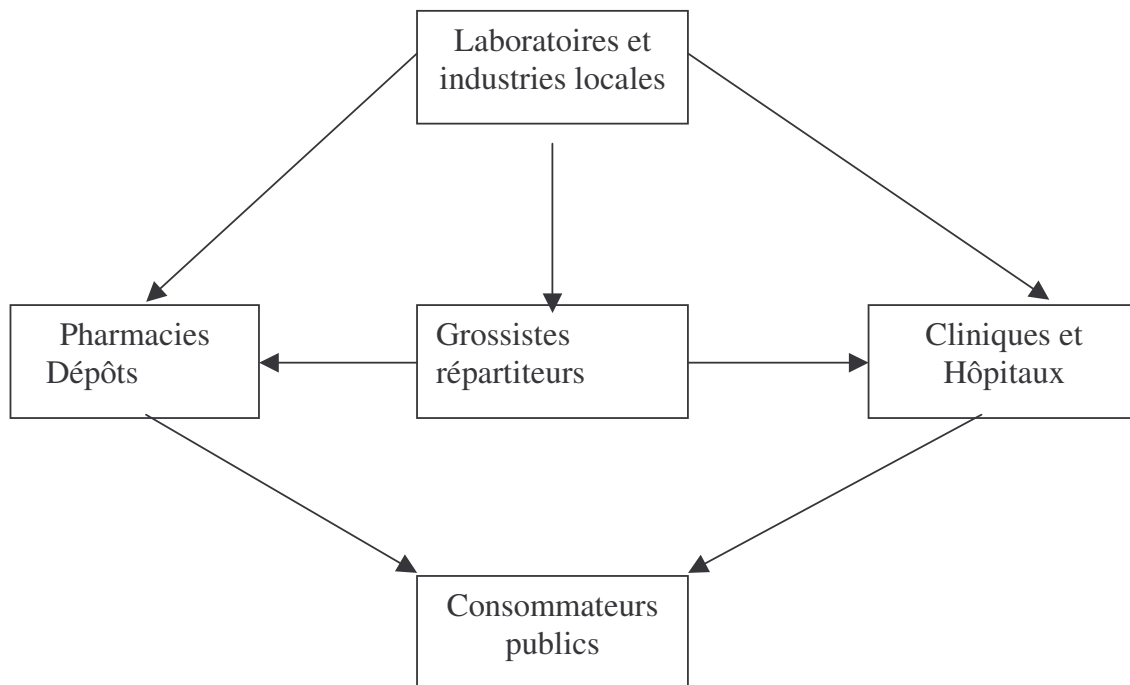 Laboratoires et
industries locales
Pharmacies
Dépôts
Grossistes
répartiteurs
Cliniques et
Hôpitaux
Consommateurs
publics